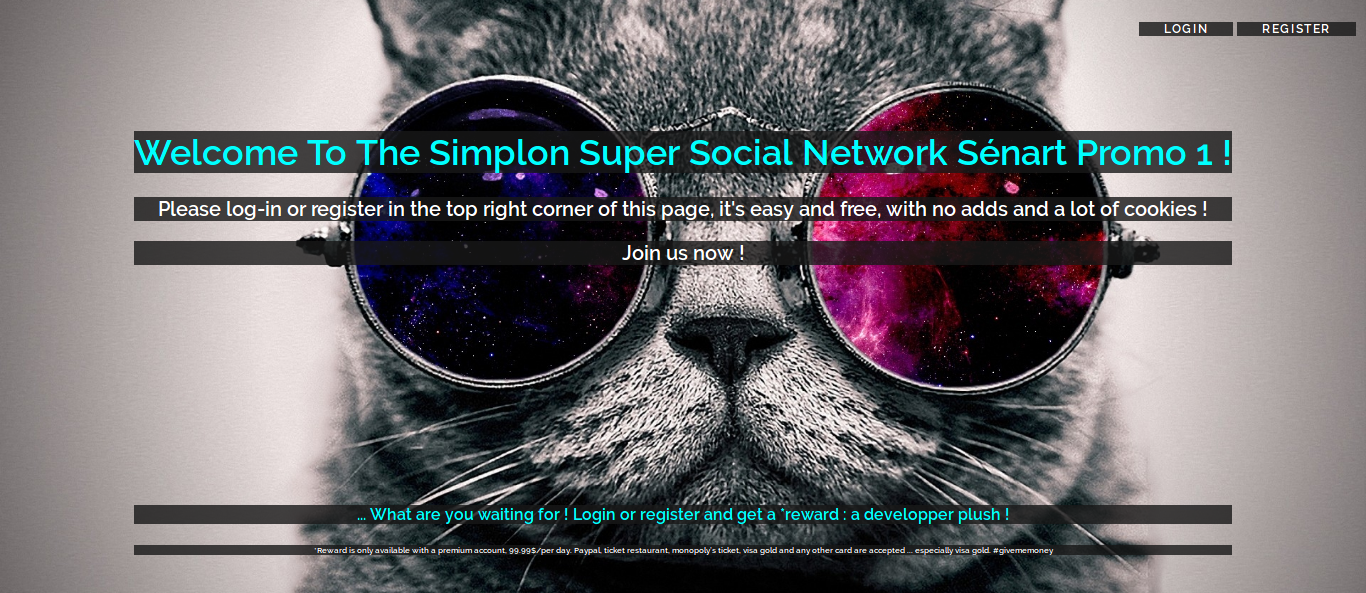 LOGIN REGISTER
Welcome To The Simplon Super Social Network Sénart Promo 1 !
Please log-in or register in the top right corner of this page, it's easy and free, with no adds and a lot of cookies !
Join us now !
... What are you waiting for ! Login or register and get a *reward : a developper plush !
*Reward is only available with a premium account, 99.99$/per day. Paypal, ticket restaurant, monopoly's ticket, visa gold and any other card are accepted ... especially visa gold. #givememoney